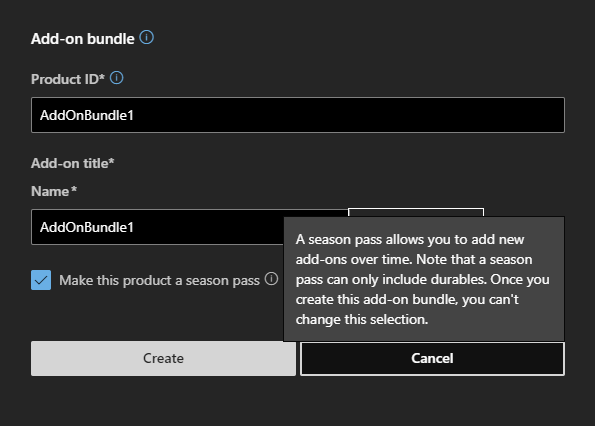 Add-on bundle
Product ID*
AddOnBundle1
Add-on title*
Name*
AddOnBundle1
A season pass allows you to add new
add-ons over time. Note that a season
pass can only include durables. Once you
create this add-on bundle, you can't
change this selection.
Make this product a season pass
Create
Cancel